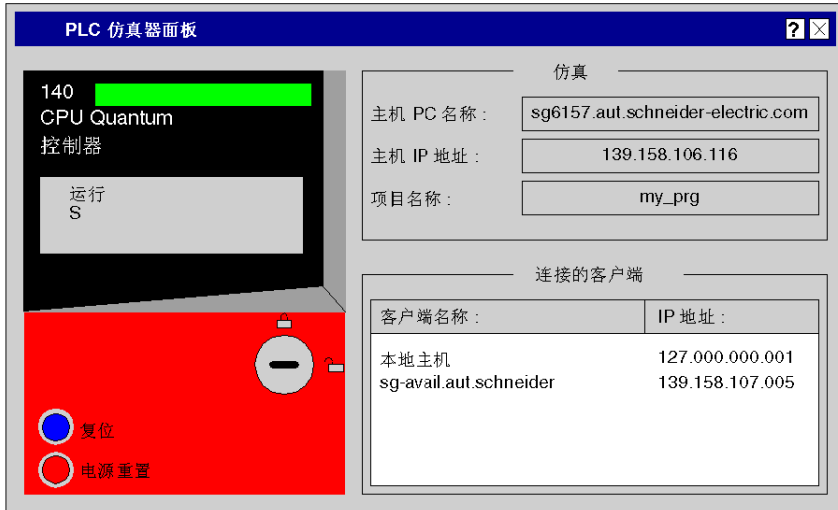 PLC 仿真器面板
?
140
CPU Quantum
控制器
运行
S
复位
电源重置
仿真
主机 PC 名称 : sg6157.aut.schneider-electric.com
主机 IP 地址 : 139.158.106.116
项目名称 : my_prg
连接的客户端
客户端名称 : IP 地址 :
本地主机 127.000.000.001
sg-avail.aut.schneider 139.158.107.005